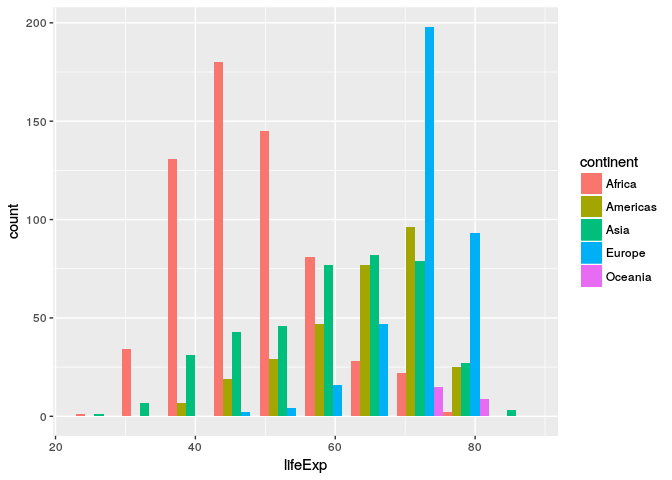 200
150
100
50
0
count
20
40
60
80
lifeExp
continent
Africa
Americas
Asia
Europe
Oceania